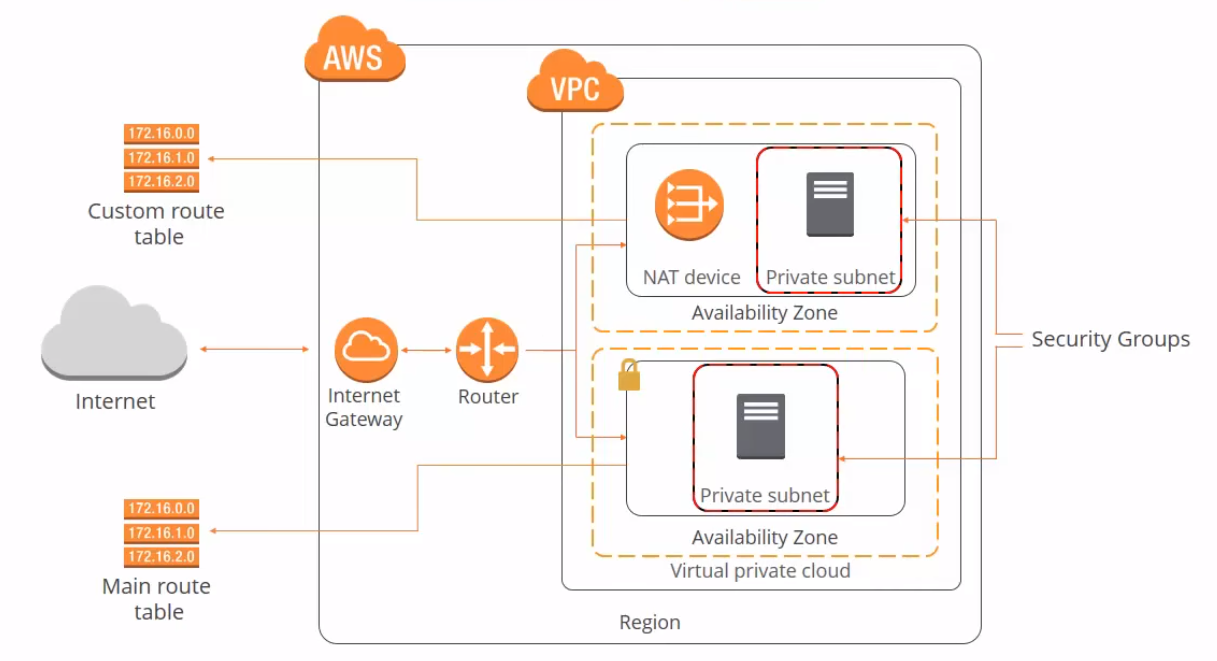 AWS
VPC
172.16.0.0
172.16.1.0
172.16.2.0
Custom route
table
NAT device
Private subnet
Availability Zone
Security Groups
Internet
Internet
Gateway
Router
Private subnet
Availability Zone
Virtual private cloud
172.16.0.0
172.16.1.0
172.16.2.0
Main route
table
Region